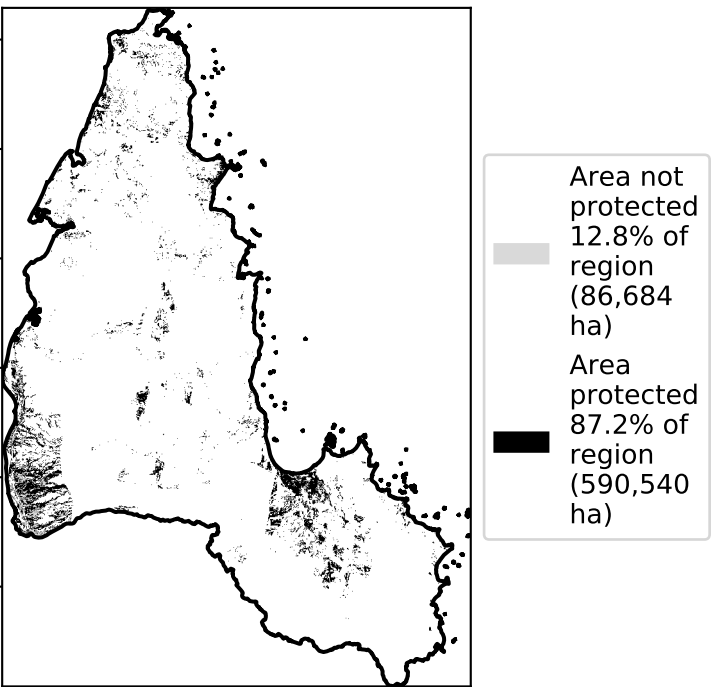 Area not
protected
12.8% of
region
(86,684
ha)
Area
protected
87.2% of
region
(590,540
ha)